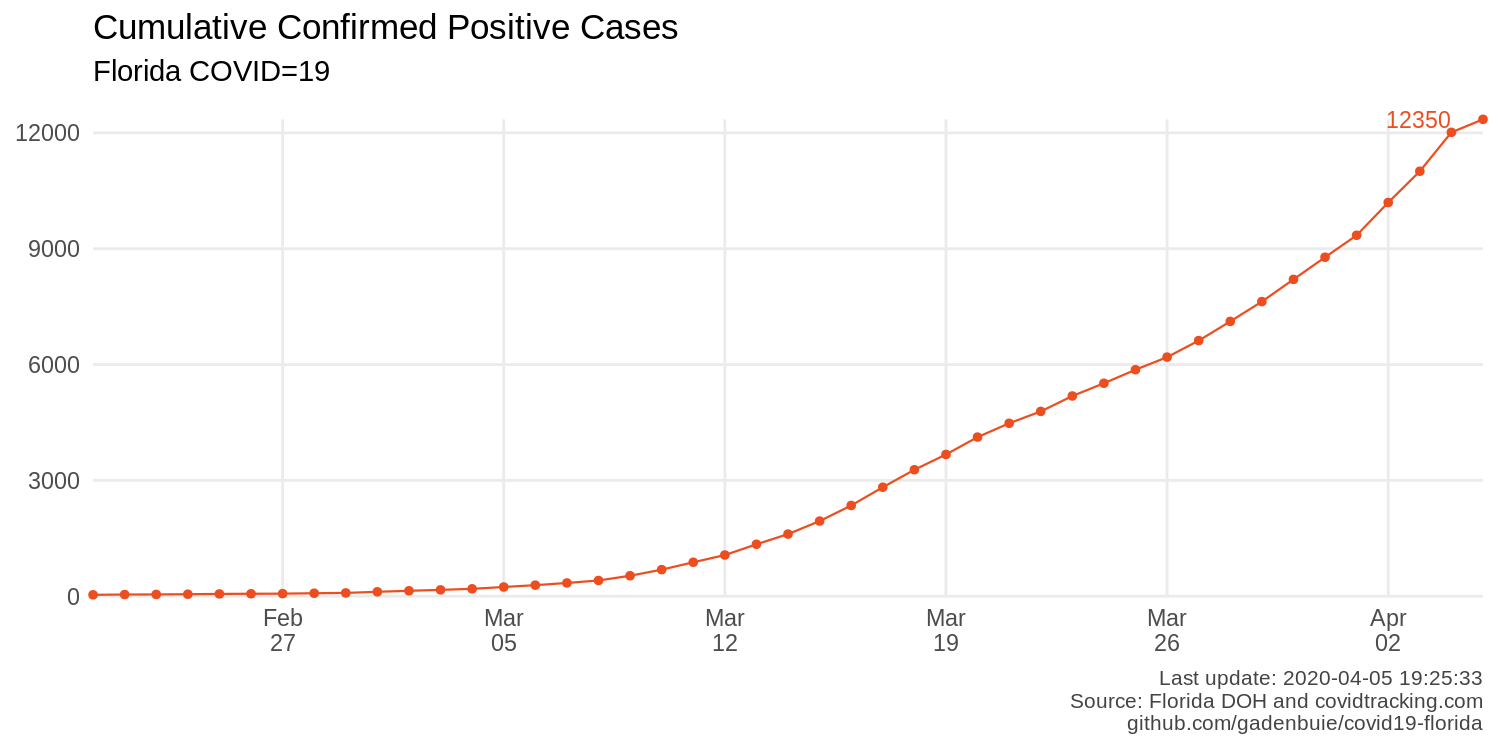 Cumulative Confirmed Positive Cases
Florida COVID=19
12350
12000
9000
6000
3000
0
Feb
27
Mar
05
Mar
12
Mar
19
Mar
26
Apr
02
Last update: 2020-04-05 19:25:33
Source: Florida DOH and covidtracking.com
github.com/gadenbuie/covid19-florida